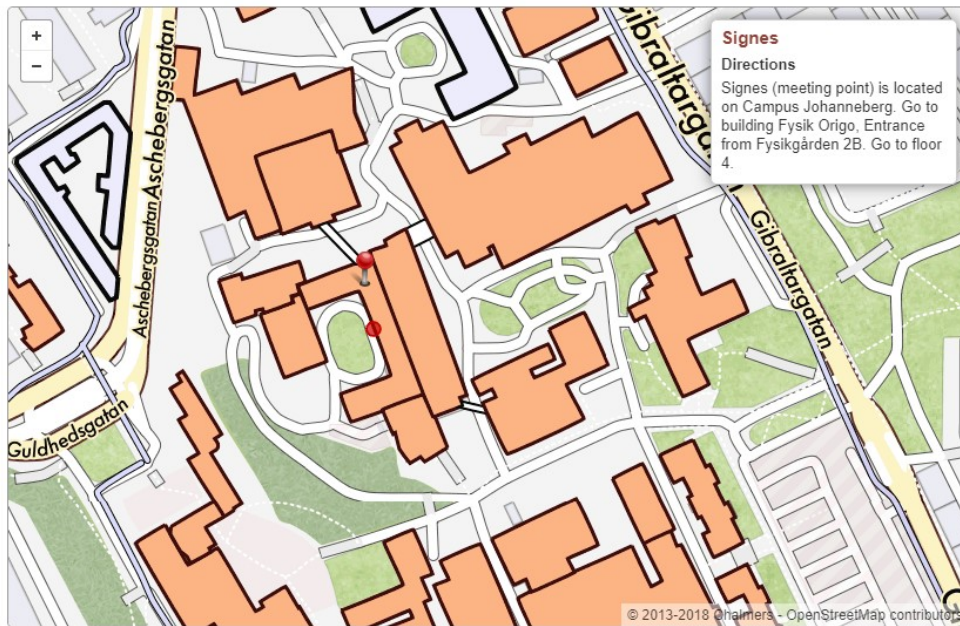 +
−
Aschebergsgatan
Aschebergsgatan
Guldhedsgatan
Gibraltargatan
Gibraltargatan
Signes
Directions
Signes (meeting point) is located
on Campus Johanneberg. Go to
building Fysik Origo, Entrance
from Fysikgården 2B. Go to floor
4.
© 2013-2018 Chalmers - OpenStreetMap contributors